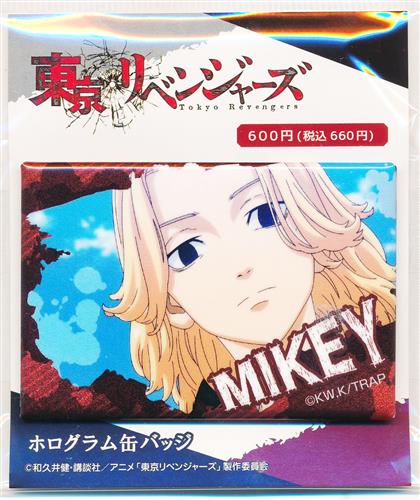 東京リベンジャーズ
Tokyo Revengers
600円(税込 660円)
MIKEY
©KW.K/TRAP
ホログラム缶バッジ
©和久井健・講談社／アニメ「東京リベンジャーズ」製作委員会